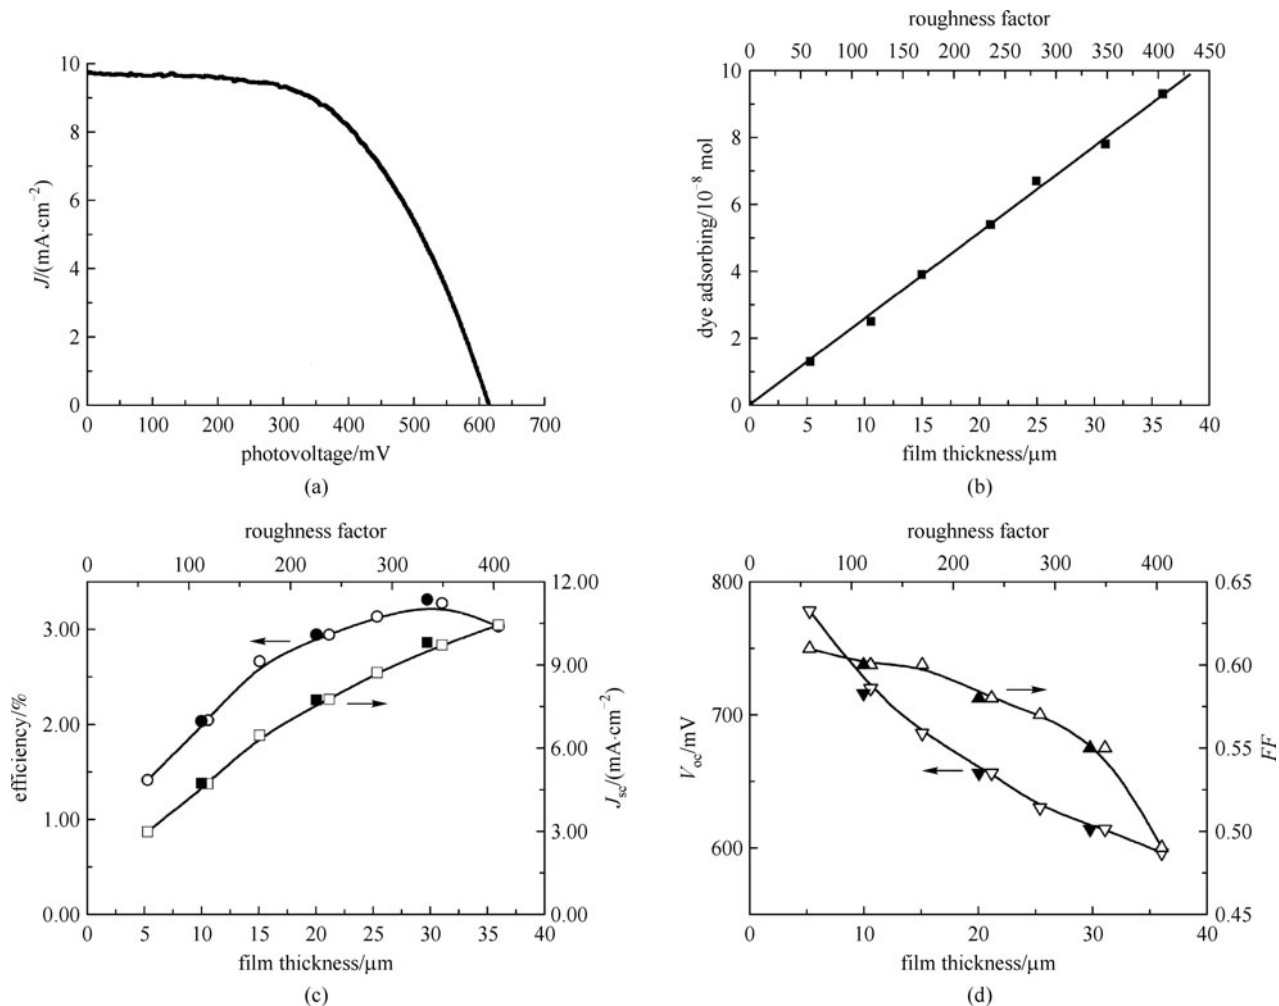 10
8
6
4
2
0
J/(mA·cm⁻²)
0 100 200 300 400 500 600 700
photovoltage/mV
(a)
roughness factor
0 50 100 150 200 250 300 350 400 450
10
8
6
4
2
0
dye adsorbing/10⁻⁸ mol
0 5 10 15 20 25 30 35 40
film thickness/μm
(b)
roughness factor
0 100 200 300 400
3.00
2.00
1.00
0.00
efficiency/%
12.00
9.00
6.00
3.00
0.00
Jsc/(mA·cm⁻²)
0 5 10 15 20 25 30 35 40
film thickness/μm
(c)
roughness factor
0 100 200 300 400
800
700
600
Voc/mV
0.65
0.60
0.55
0.50
0.45
FF
0 10 20 30 40
film thickness/μm
(d)